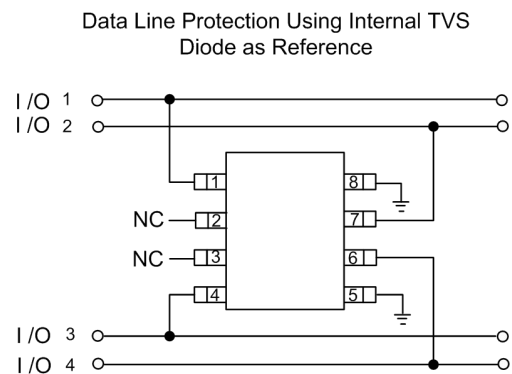 Data Line Protection Using Internal TVS
Diode as Reference
I /O 1
I /O 2
1 8
NC 2 7
NC 3 6
4 5
I /O 3
I /O 4